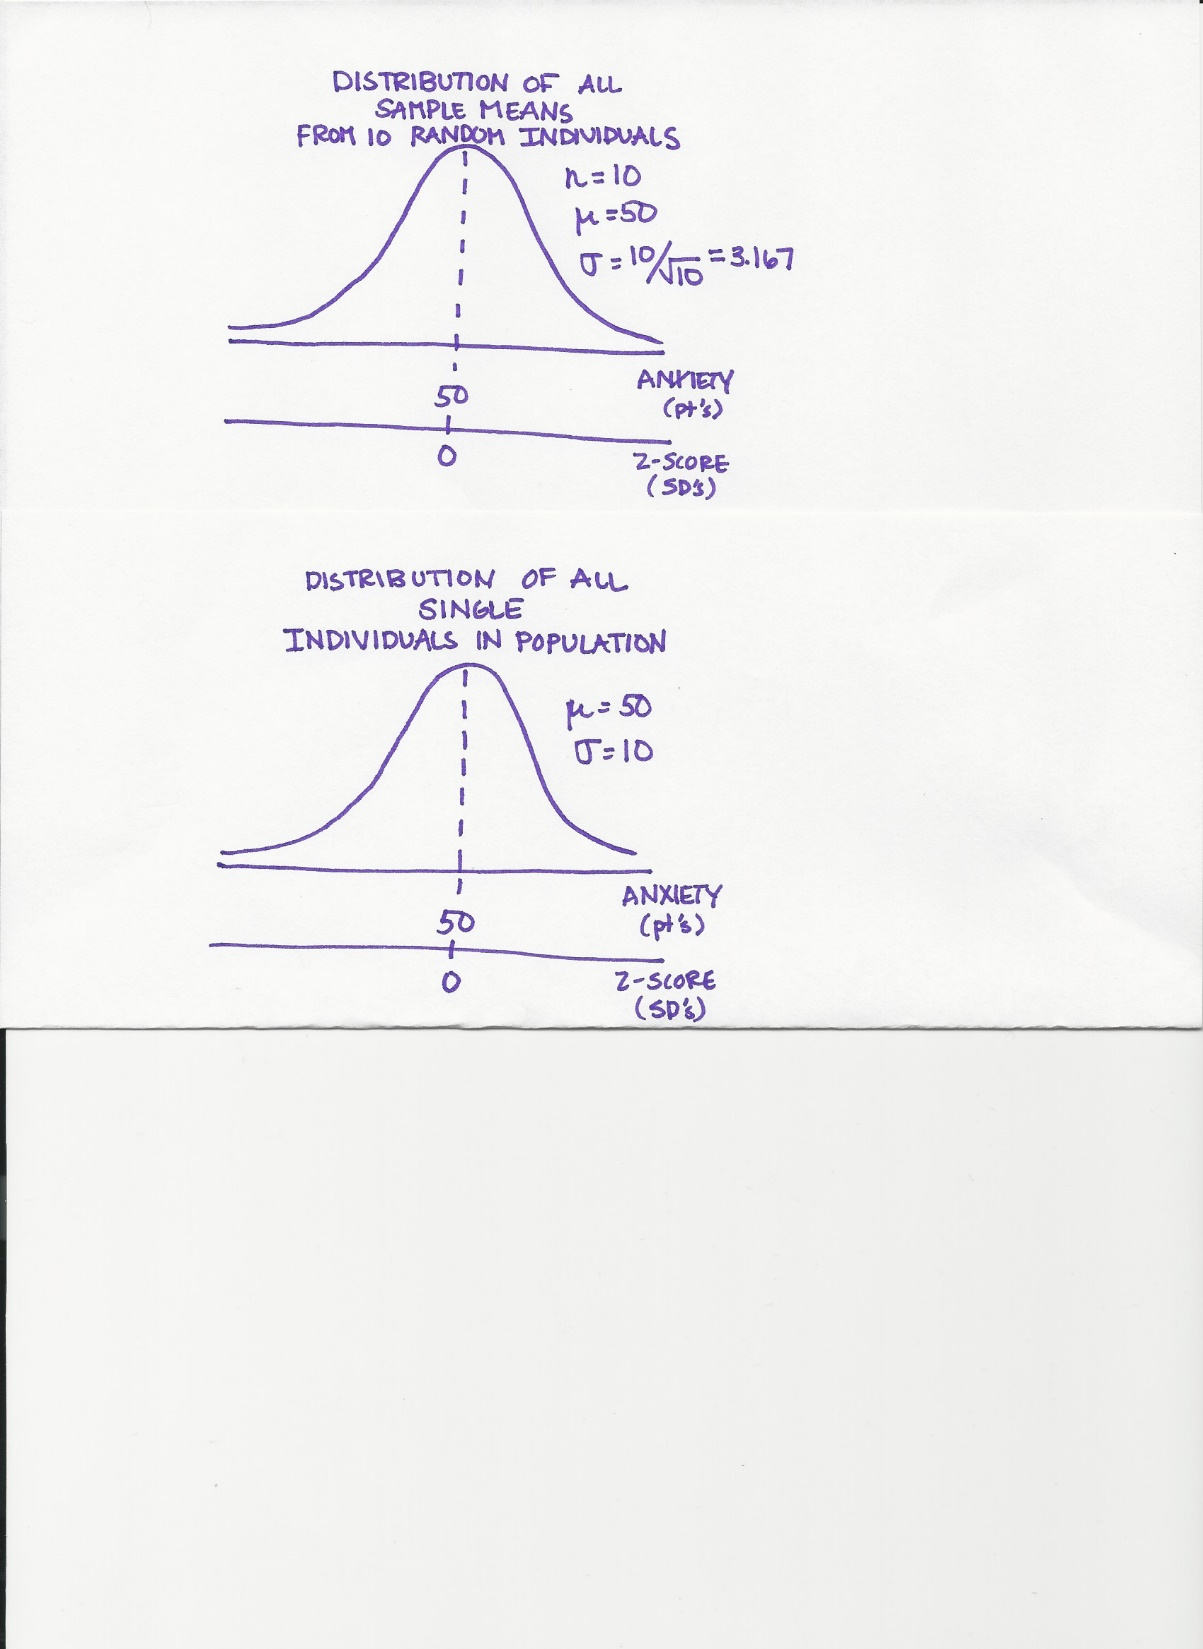 DISTRIBUTION OF ALL
SAMPLE MEANS
FROM 10 RANDOM INDIVIDUALS
n=10
μ=50
σ=10/√10=3.167
50
ANXIETY
(pt's)
0
Z-SCORE
(SD's)
DISTRIBUTION OF ALL
SINGLE
INDIVIDUALS IN POPULATION
μ=50
σ=10
50
ANXIETY
(pt's)
0
Z-SCORE
(SD's)